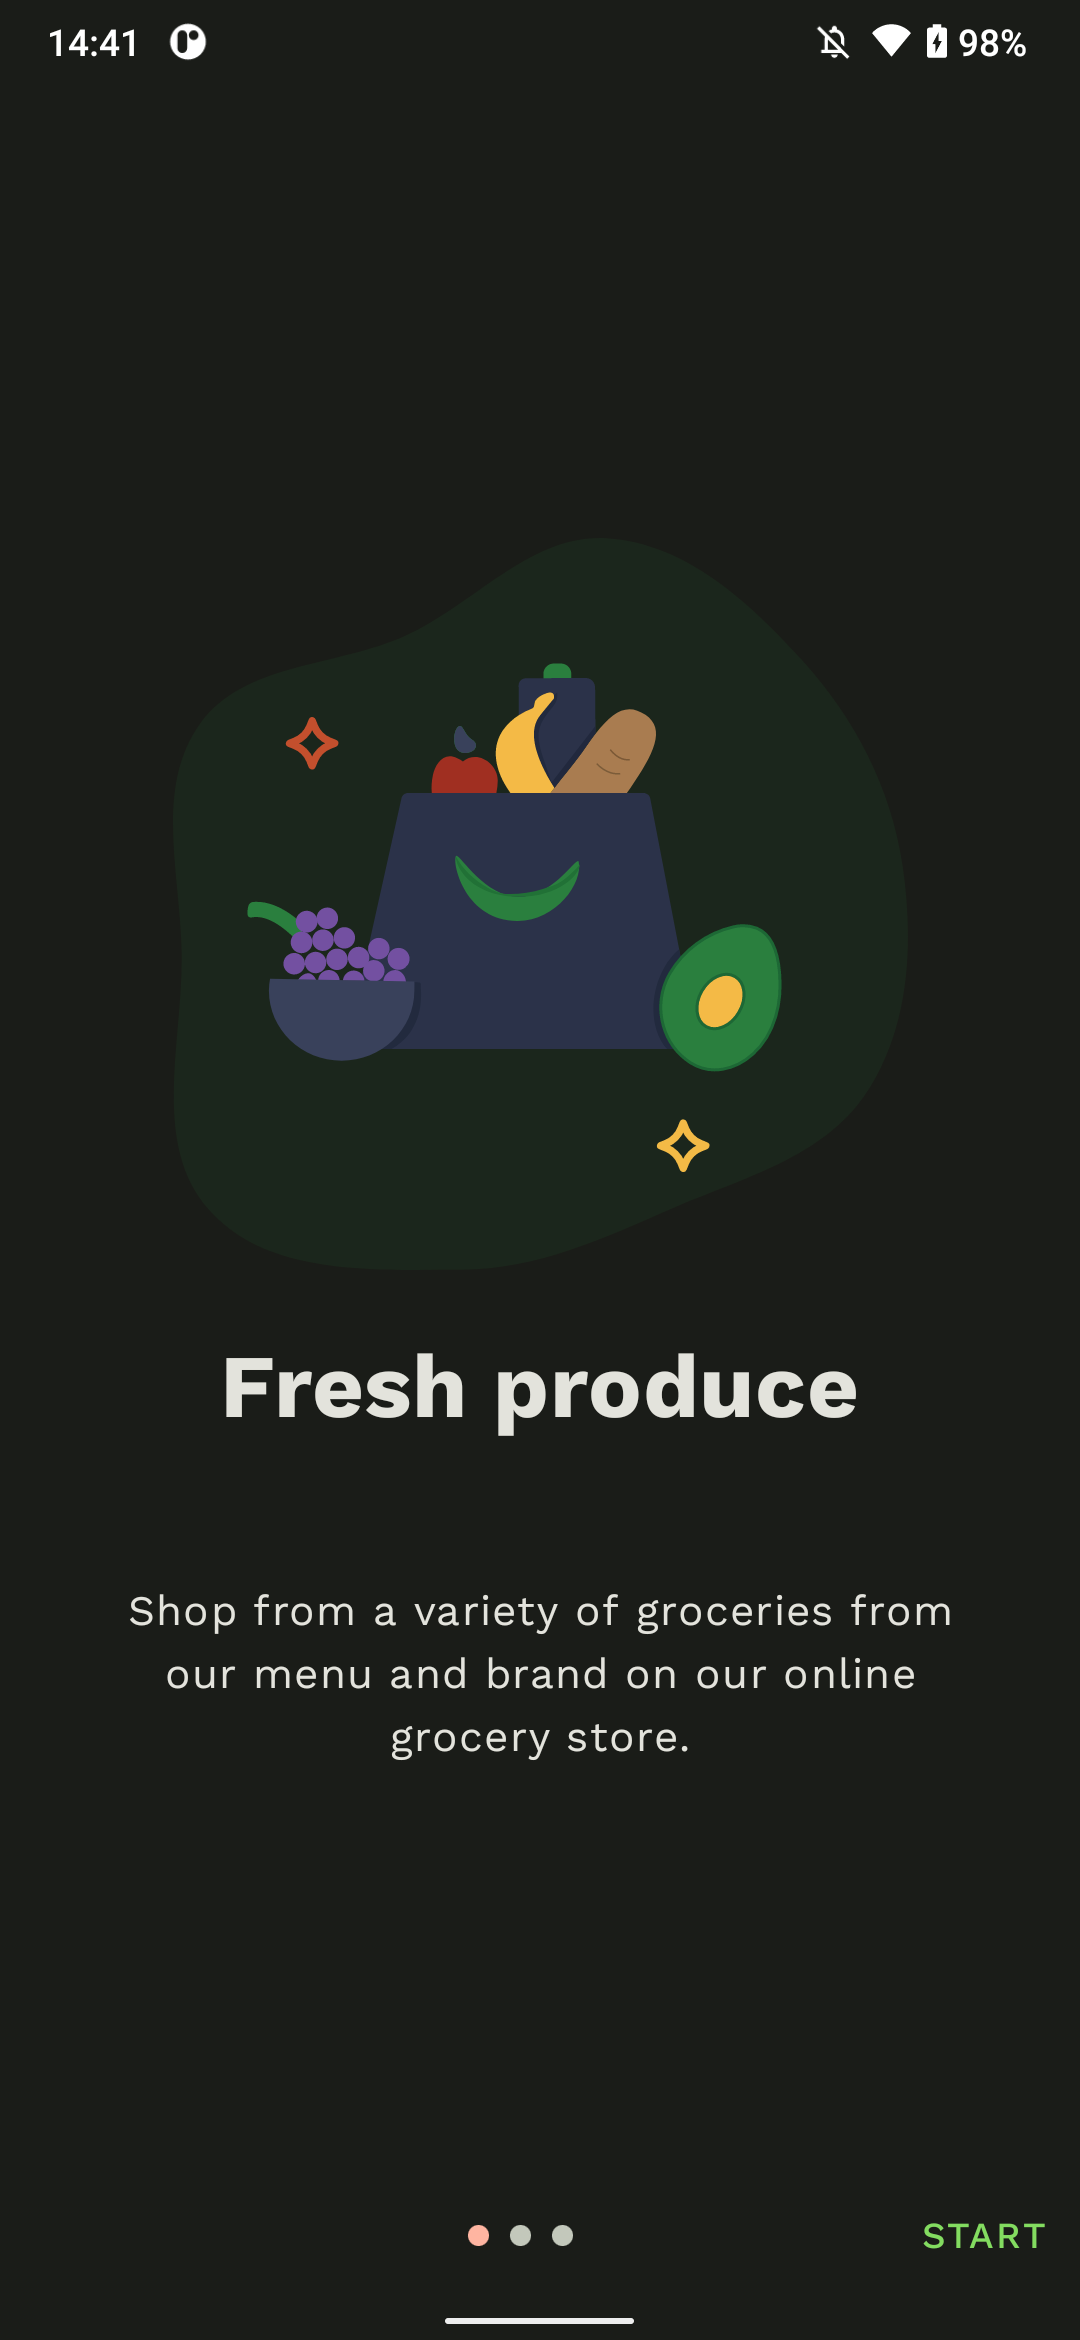 14:41
98%
Fresh produce
Shop from a variety of groceries from
our menu and brand on our online
grocery store.
START